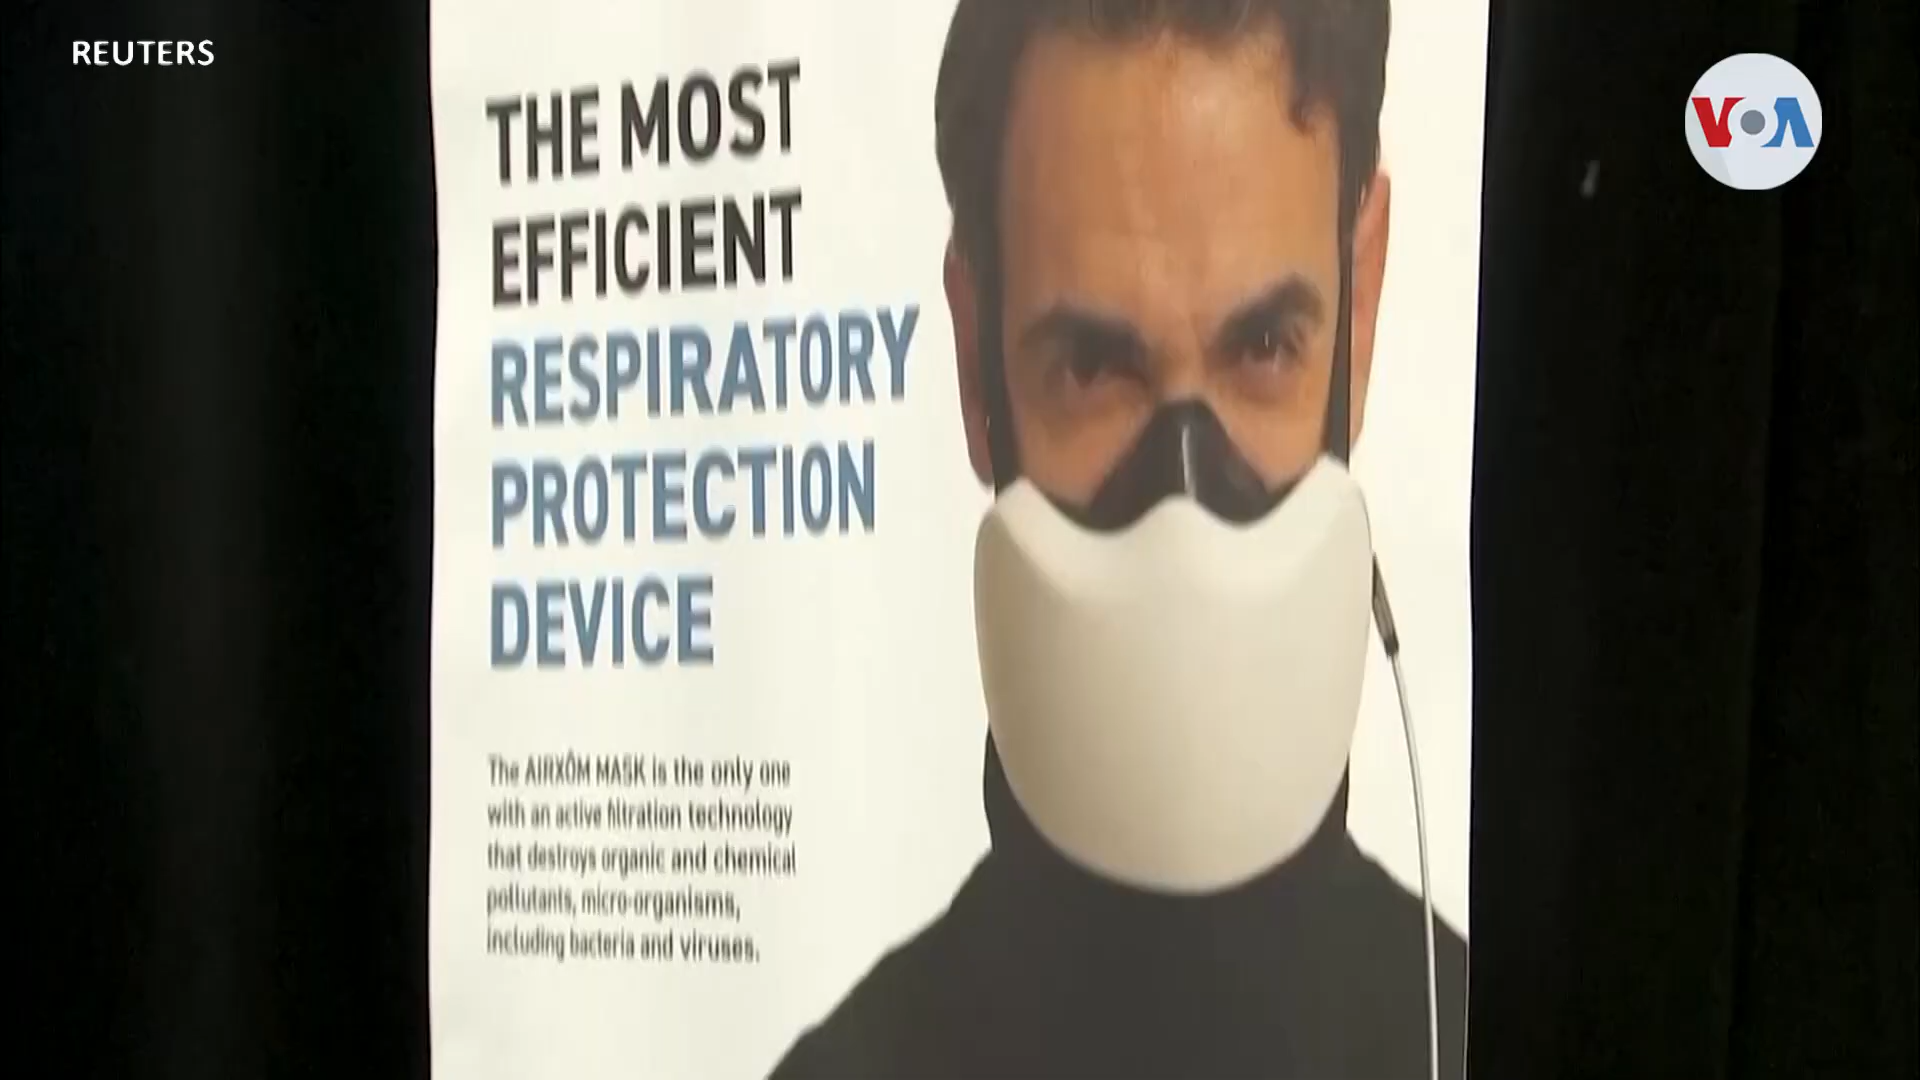 REUTERS
VOA
THE MOST
EFFICIENT
RESPIRATORY
PROTECTION
DEVICE
The AIRXÔM MASK is the only one
with an active filtration technology
that destroys organic and chemical
pollutants, micro-organisms,
including bacteria and viruses.